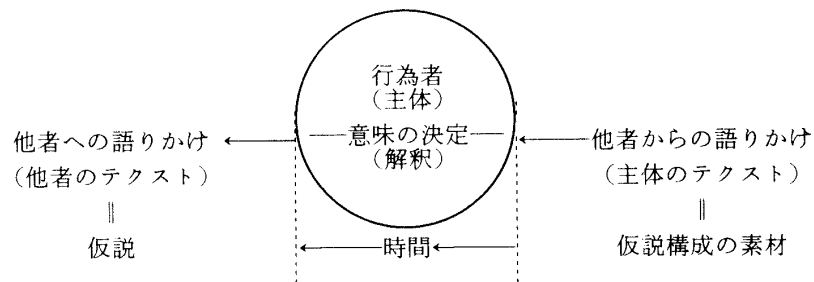 行為者
(主体)
意味の決定
(解釈)
他者への語りかけ
(他者のテクスト)
||
仮説
時間
他者からの語りかけ
(主体のテクスト)
||
仮説構成の素材